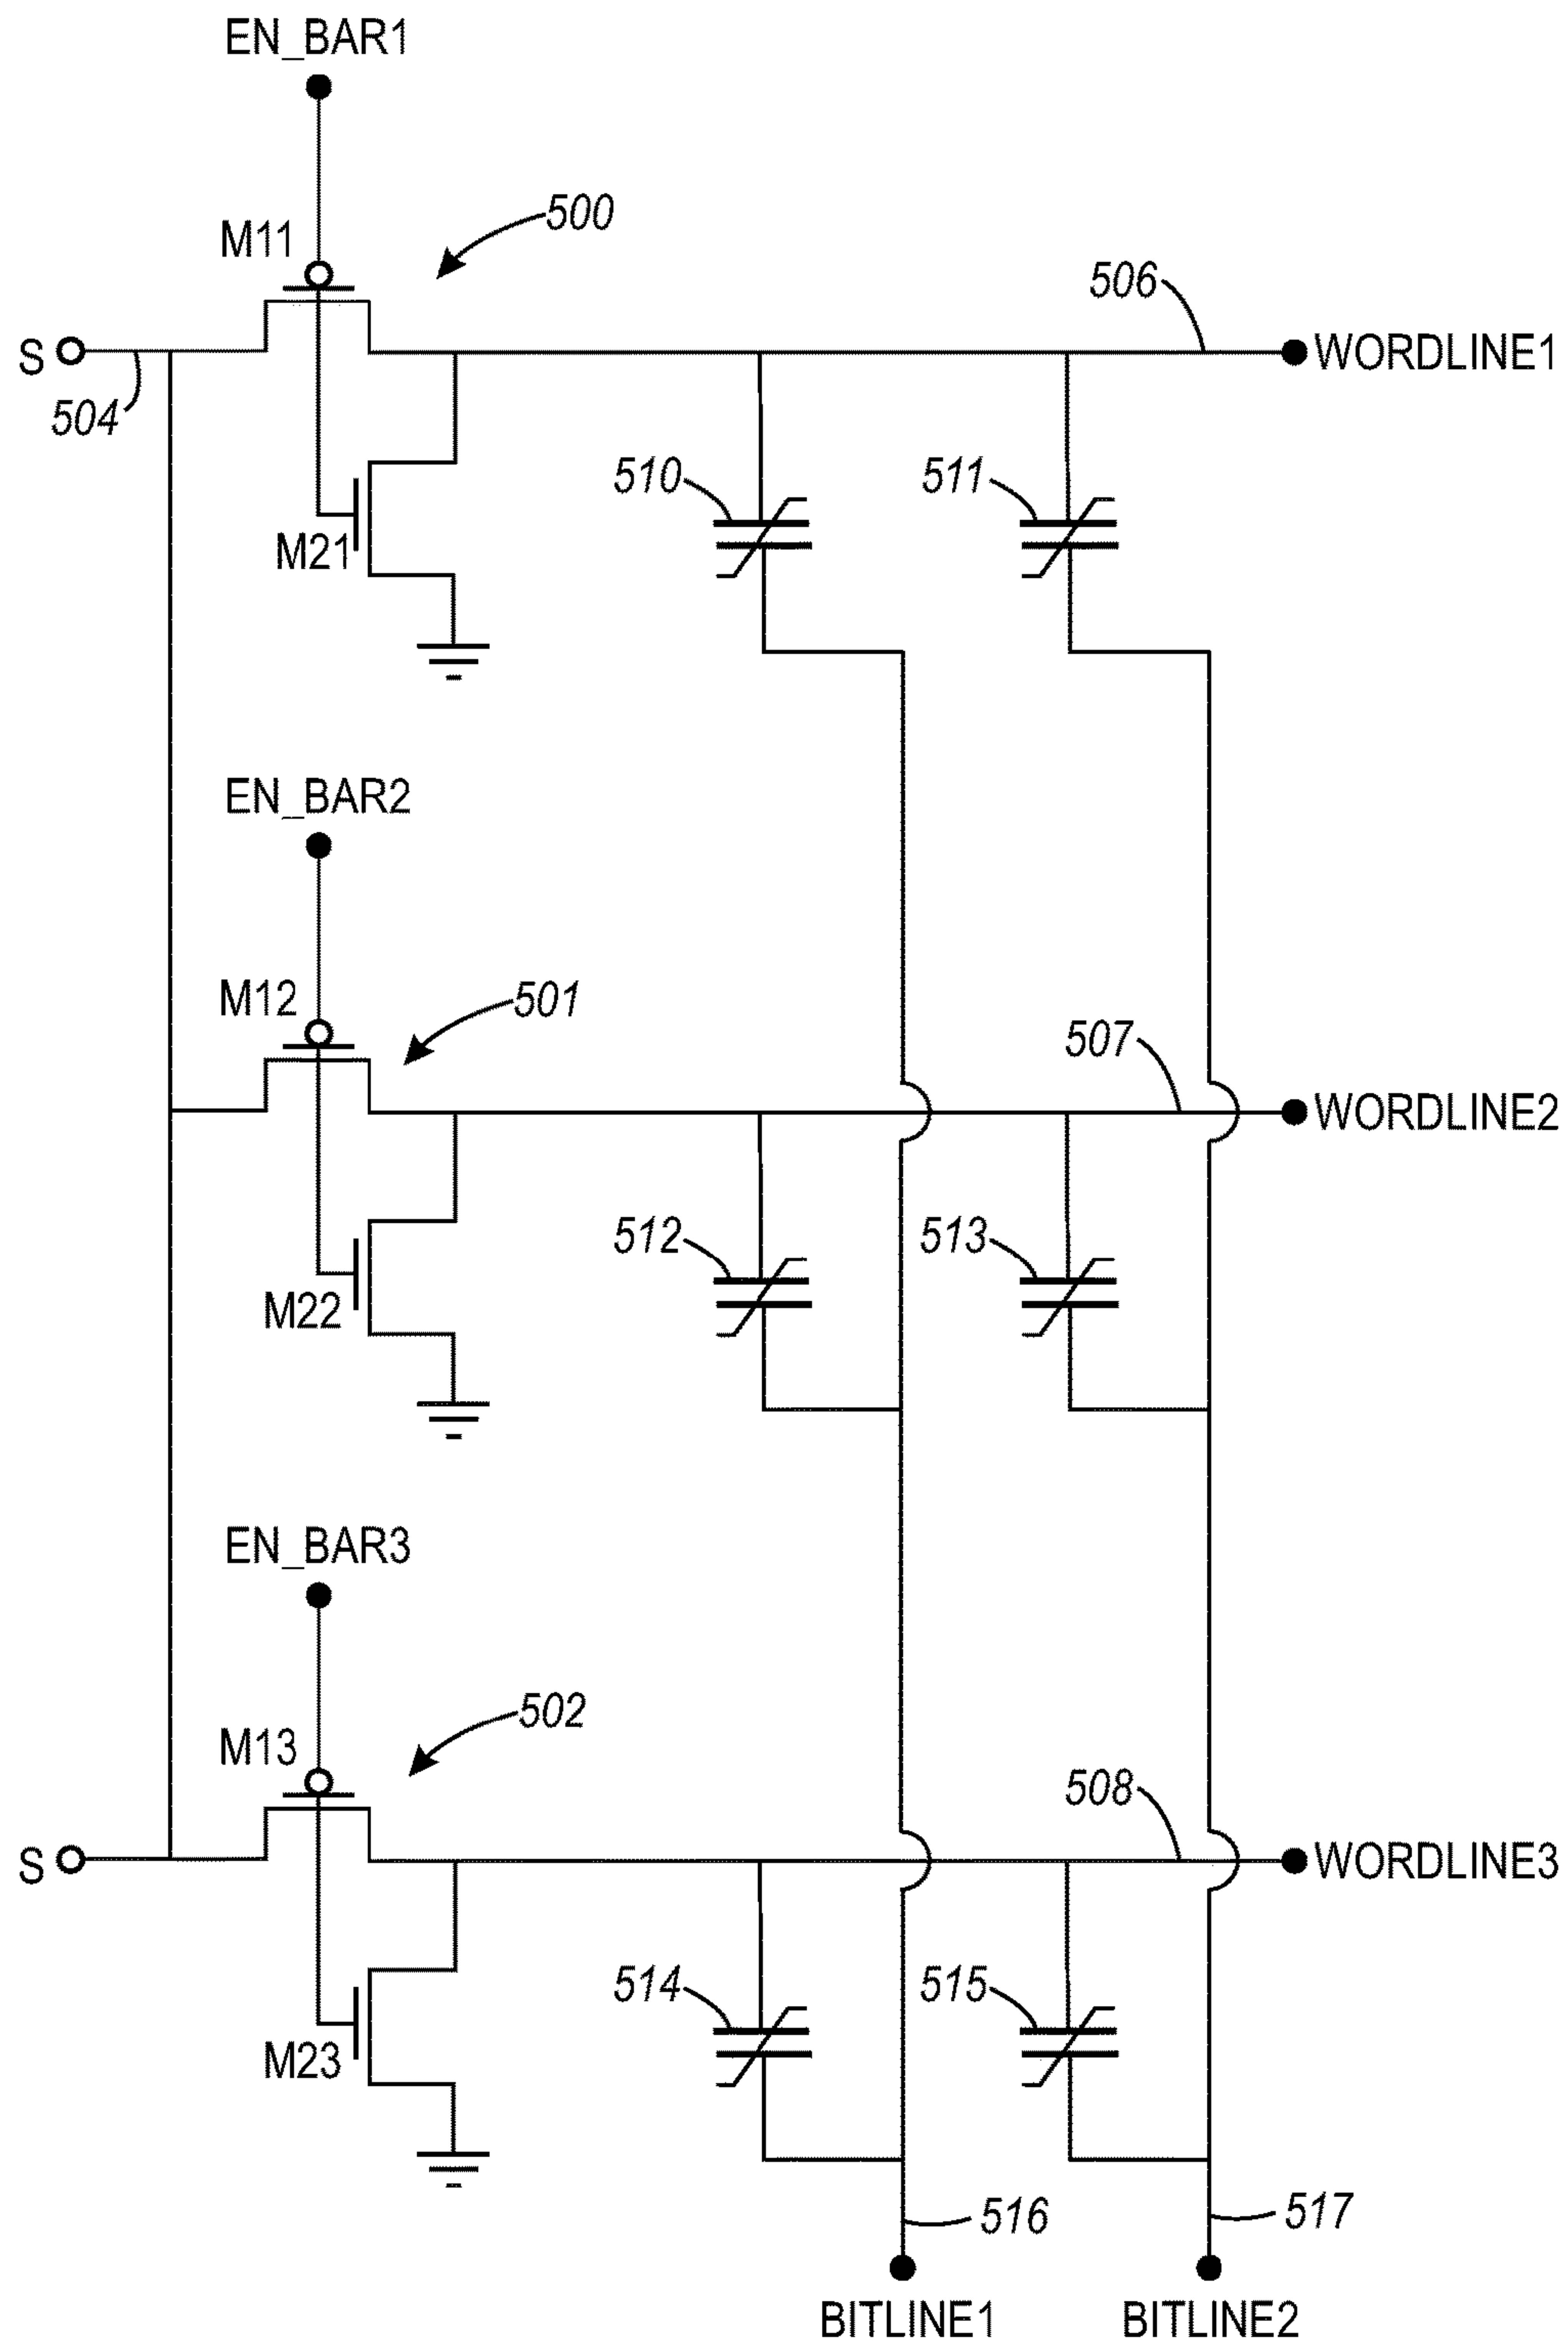 EN_BAR1
M11
500
506
S
WORDLINE1
504
510
511
M21
EN_BAR2
M12
501
507
WORDLINE2
512
513
M22
EN_BAR3
M13
502
508
S
WORDLINE3
514
515
M23
516
517
BITLINE1
BITLINE2